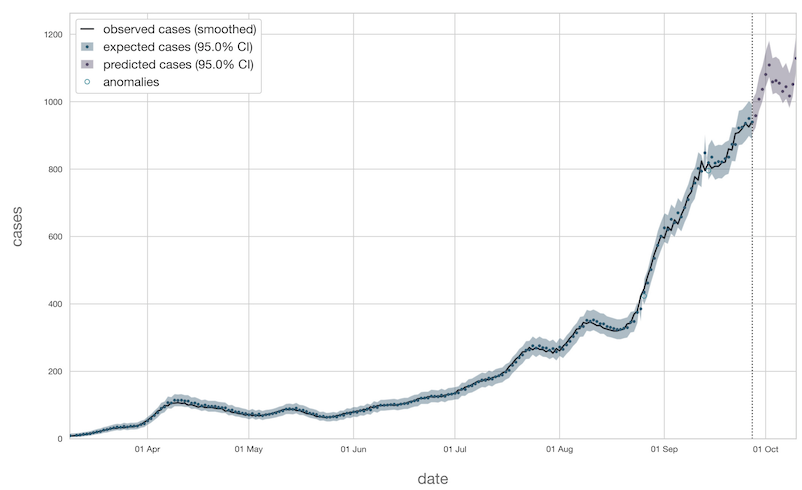 observed cases (smoothed)
expected cases (95.0% CI)
predicted cases (95.0% CI)
anomalies
1200
1000
800
600
400
200
0
cases
01 Apr 01 May 01 Jun 01 Jul 01 Aug 01 Sep 01 Oct
date